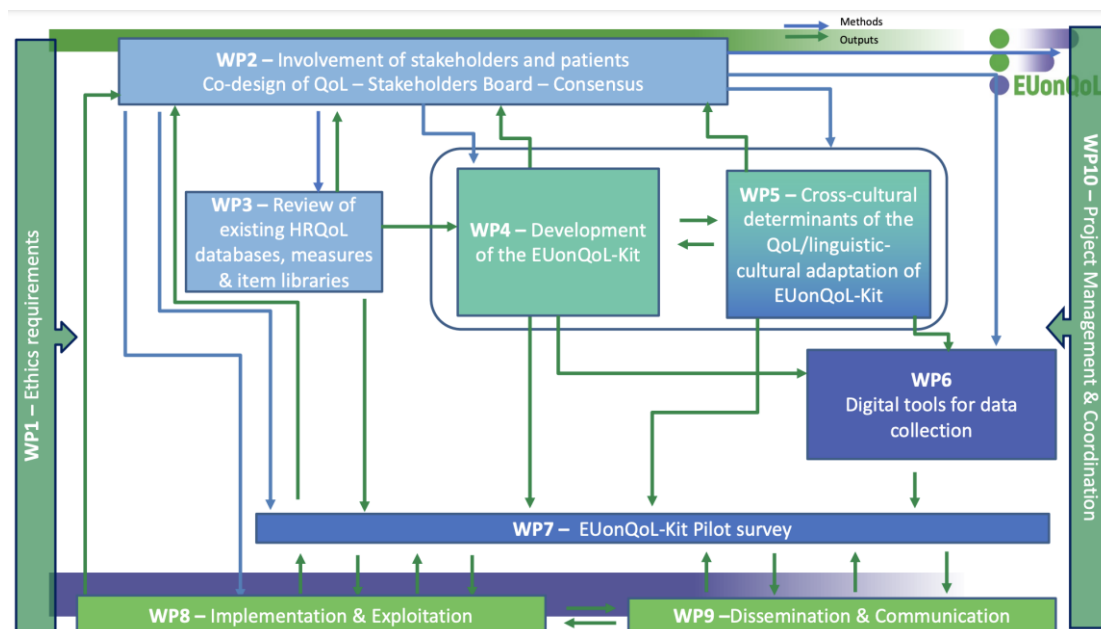 Methods
Outputs
WP2 – Involvement of stakeholders and patients
Co-design of QoL – Stakeholders Board – Consensus
EUonQoL
WP1 – Ethics requirements
WP10 – Project Management & Coordination
WP3 – Review of
existing HRQoL
databases, measures
& item libraries
WP4 – Development
of the EUonQoL-Kit
WP5 – Cross-cultural
determinants of the
QoL/linguistic-
cultural adaptation of
EUonQoL-Kit
WP6
Digital tools for data
collection
WP7 – EUonQoL-Kit Pilot survey
WP8 – Implementation & Exploitation
WP9 –Dissemination & Communication